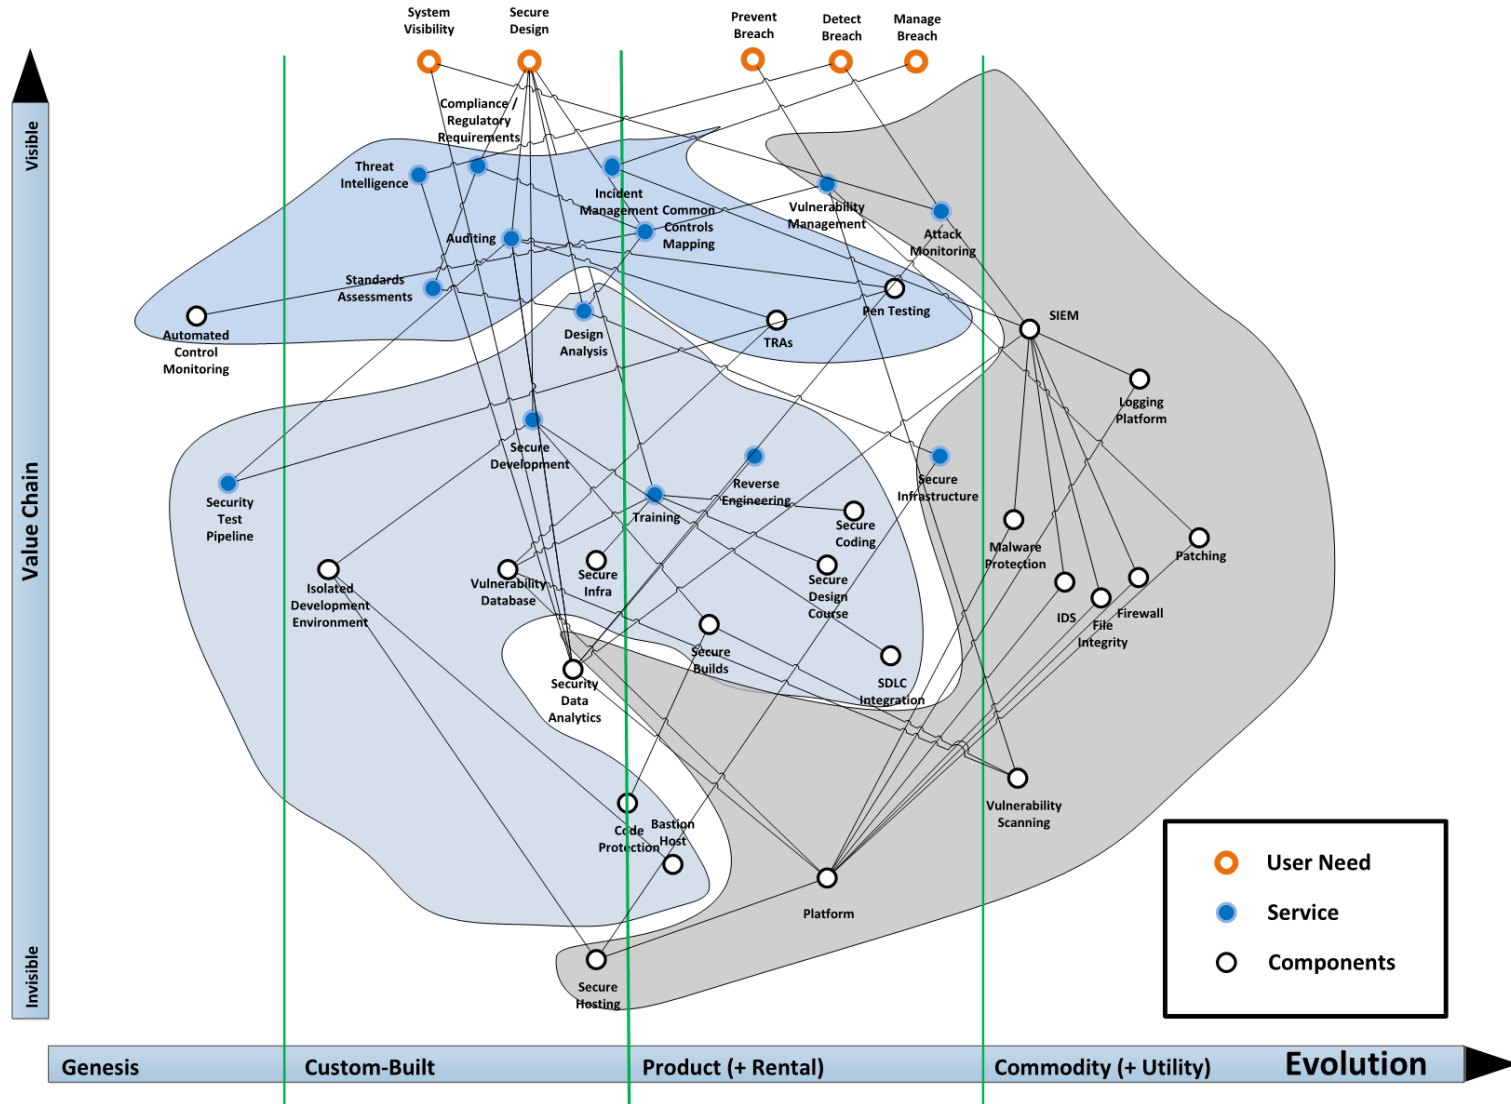 System
Visibility
Secure
Design
Prevent
Breach
Detect
Breach
Manage
Breach
Visible
Value Chain
Invisible
Compliance /
Regulatory
Requirements
Threat
Intelligence
Incident
Management
Common
Controls
Mapping
Vulnerability
Management
Attack
Monitoring
Auditing
Standards
Assessments
Automated
Control
Monitoring
Design
Analysis
TRAs
Pen Testing
SIEM
Logging
Platform
Secure
Development
Security
Test
Pipeline
Training
Reverse
Engineering
Secure
Coding
Secure
Infrastructure
Malware
Protection
Patching
Isolated
Development
Environment
Vulnerability
Database
Secure
Infra
Secure
Design
Course
IDS
File
Integrity
Firewall
Secure
Builds
SDLC
Integration
Security
Data
Analytics
Vulnerability
Scanning
Code
Protection
Bastion
Host
Platform
Secure
Hosting
User Need
Service
Components
Genesis
Custom-Built
Product (+ Rental)
Commodity (+ Utility)
Evolution